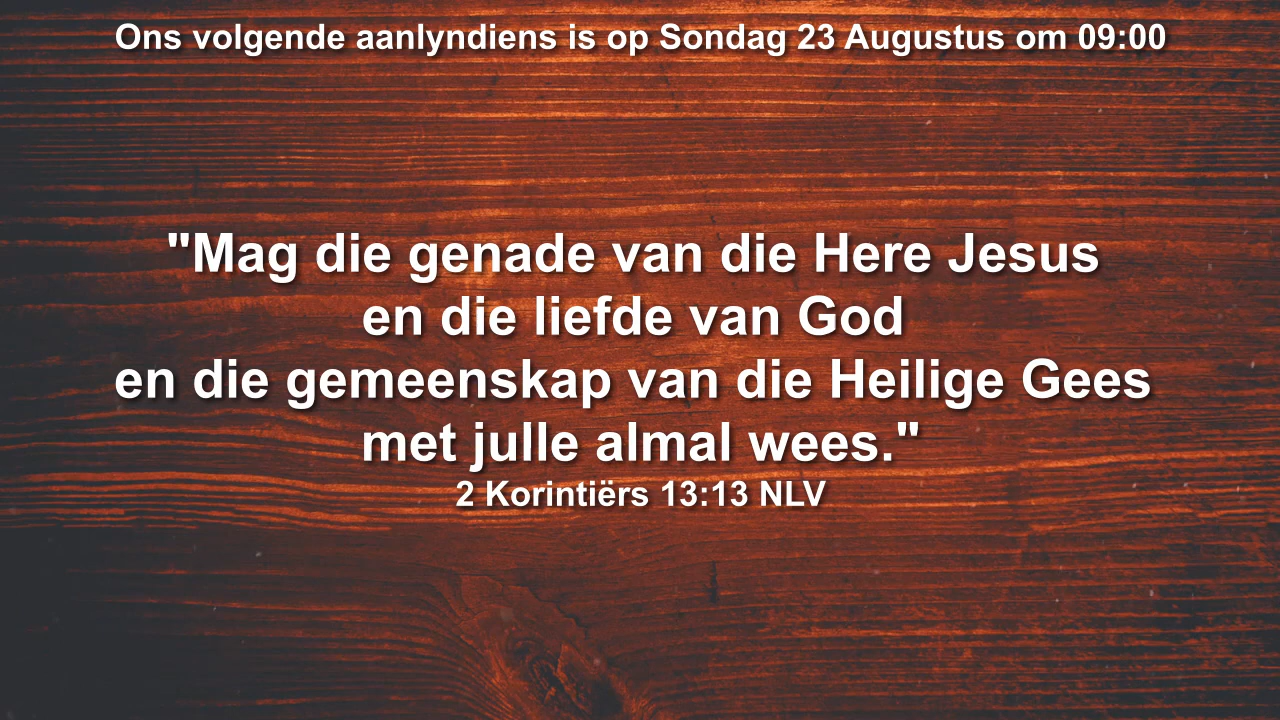 Ons volgende aanlyndiens is op Sondag 23 Augustus om 09:00
"Mag die genade van die Here Jesus
en die liefde van God
en die gemeenskap van die Heilige Gees
met julle almal wees."
2 Korintiërs 13:13 NLV